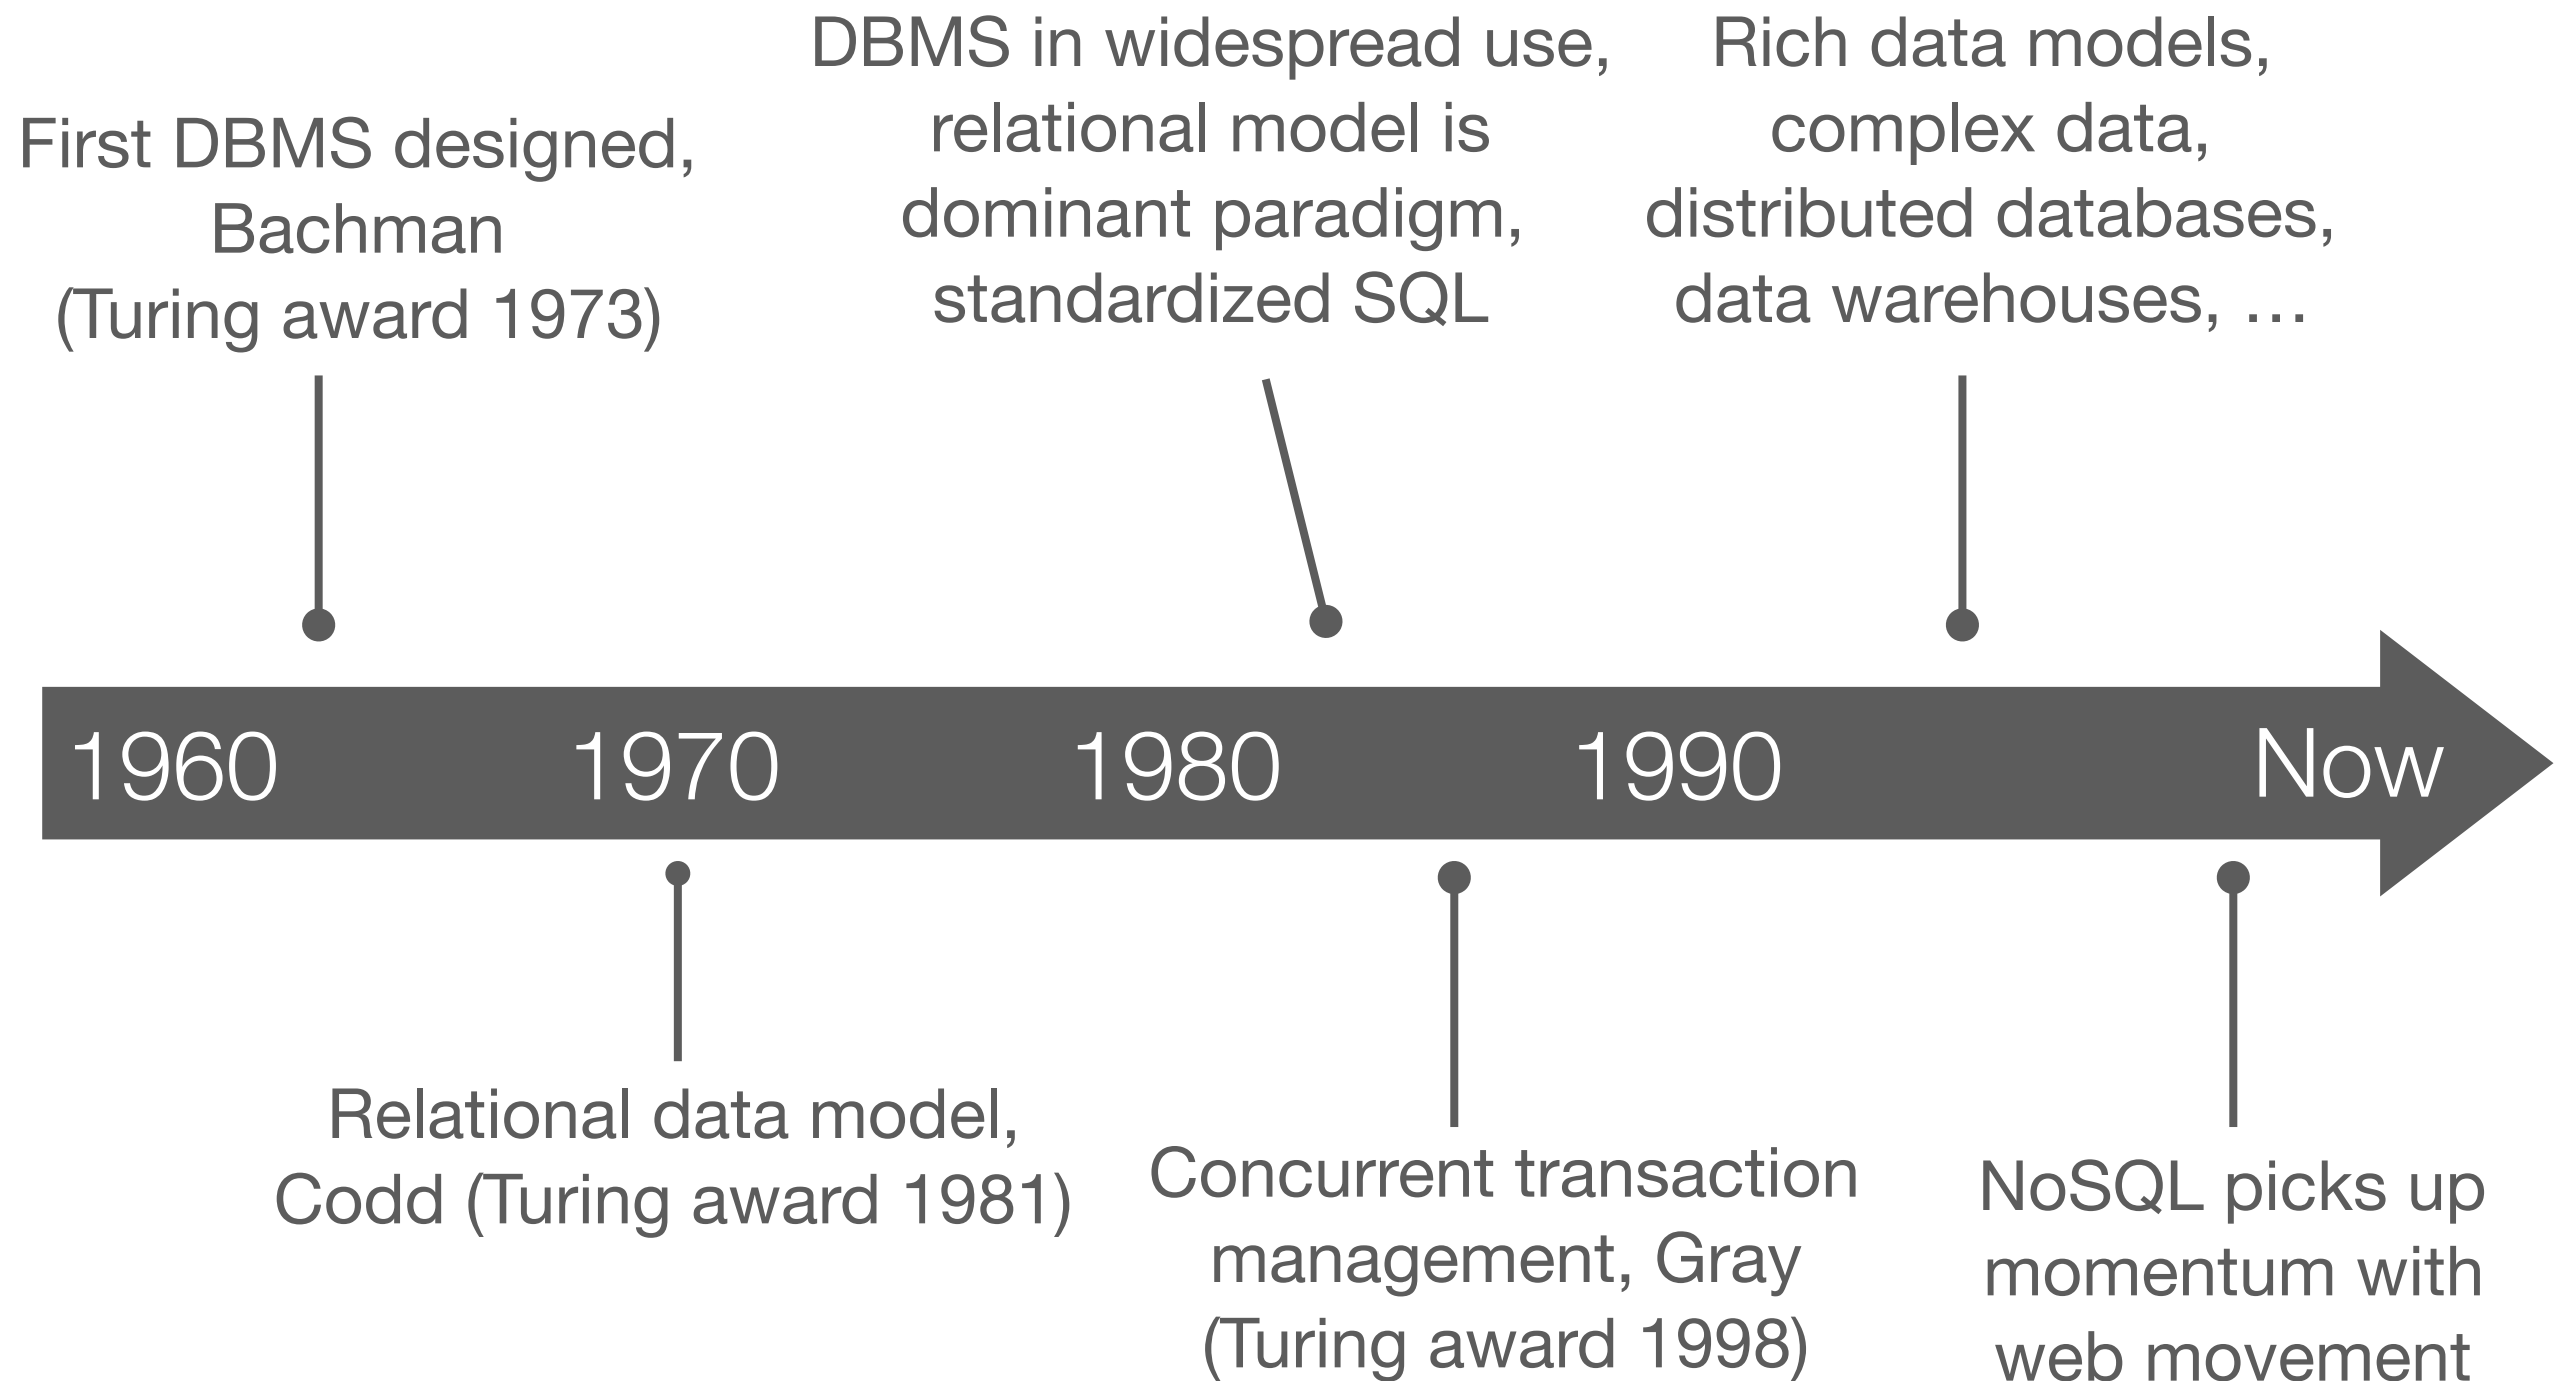 First DBMS designed,
Bachman
(Turing award 1973)
DBMS in widespread use,
relational model is
dominant paradigm,
standardized SQL
Rich data models,
complex data,
distributed databases,
data warehouses, …
1960 1970 1980 1990 Now
Relational data model,
Codd (Turing award 1981)
Concurrent transaction
management, Gray
(Turing award 1998)
NoSQL picks up
momentum with
web movement